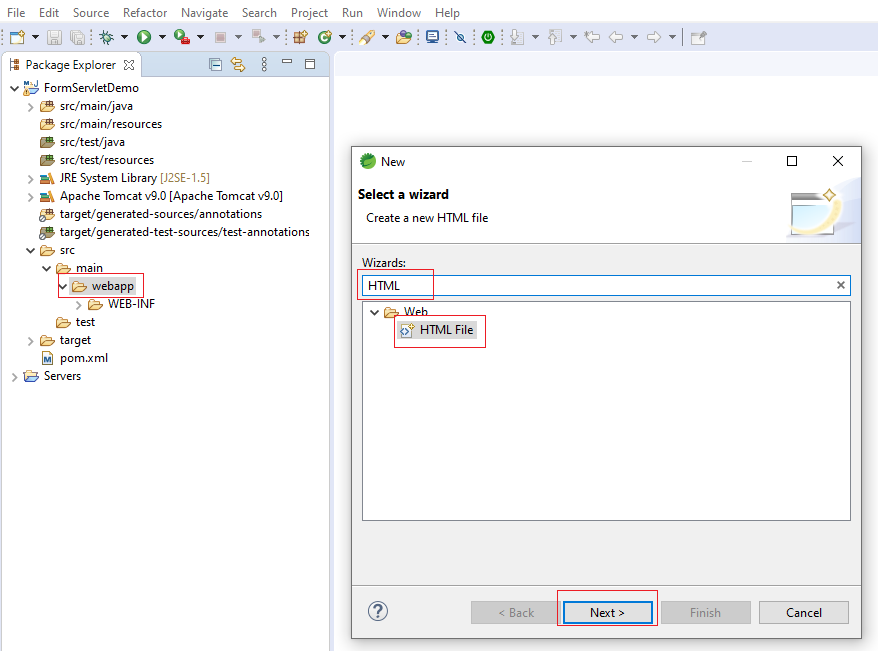 File Edit Source Refactor Navigate Search Project Run Window Help
Package Explorer
FormServletDemo
src/main/java
src/main/resources
src/test/java
src/test/resources
JRE System Library [J2SE-1.5]
Apache Tomcat v9.0 [Apache Tomcat v9.0]
target/generated-sources/annotations
target/generated-test-sources/test-annotations
src
main
webapp
WEB-INF
test
target
pom.xml
Servers
New
Select a wizard
Create a new HTML file
Wizards:
HTML
Web
HTML File
< Back Next > Finish Cancel